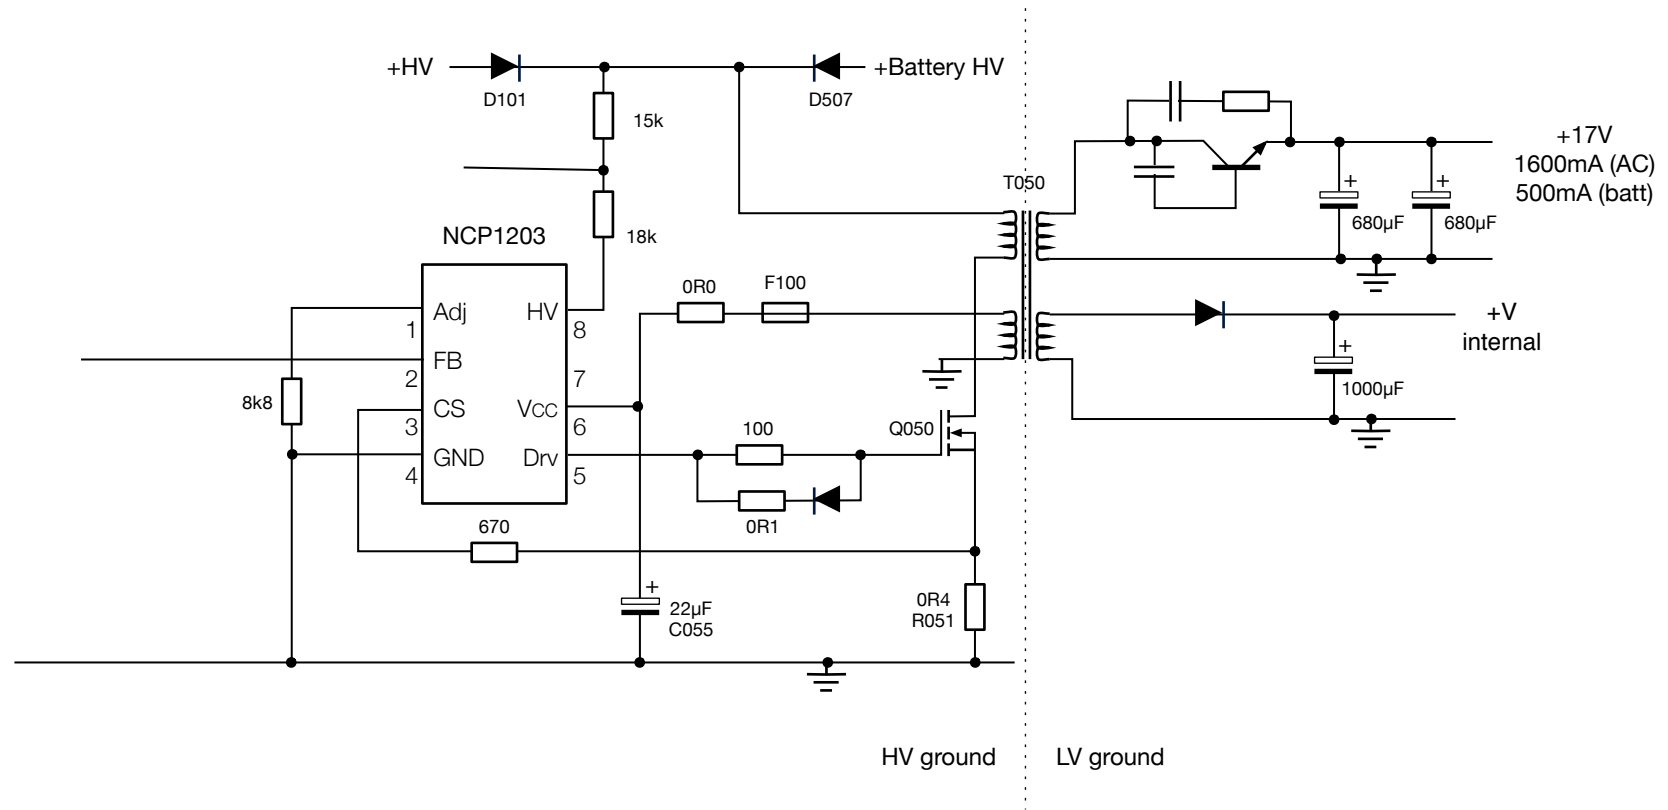 +HV
D101
D507
+Battery HV
15k
18k
NCP1203
Adj
HV
1
8
FB
2
7
CS
VCC
3
6
GND
Drv
4
5
8k8
670
0R0
F100
100
0R1
+
22µF
C055
Q050
0R4
R051
T050
+17V
1600mA (AC)
500mA (batt)
+
680µF
+
680µF
+V
internal
+
1000µF
HV ground
LV ground